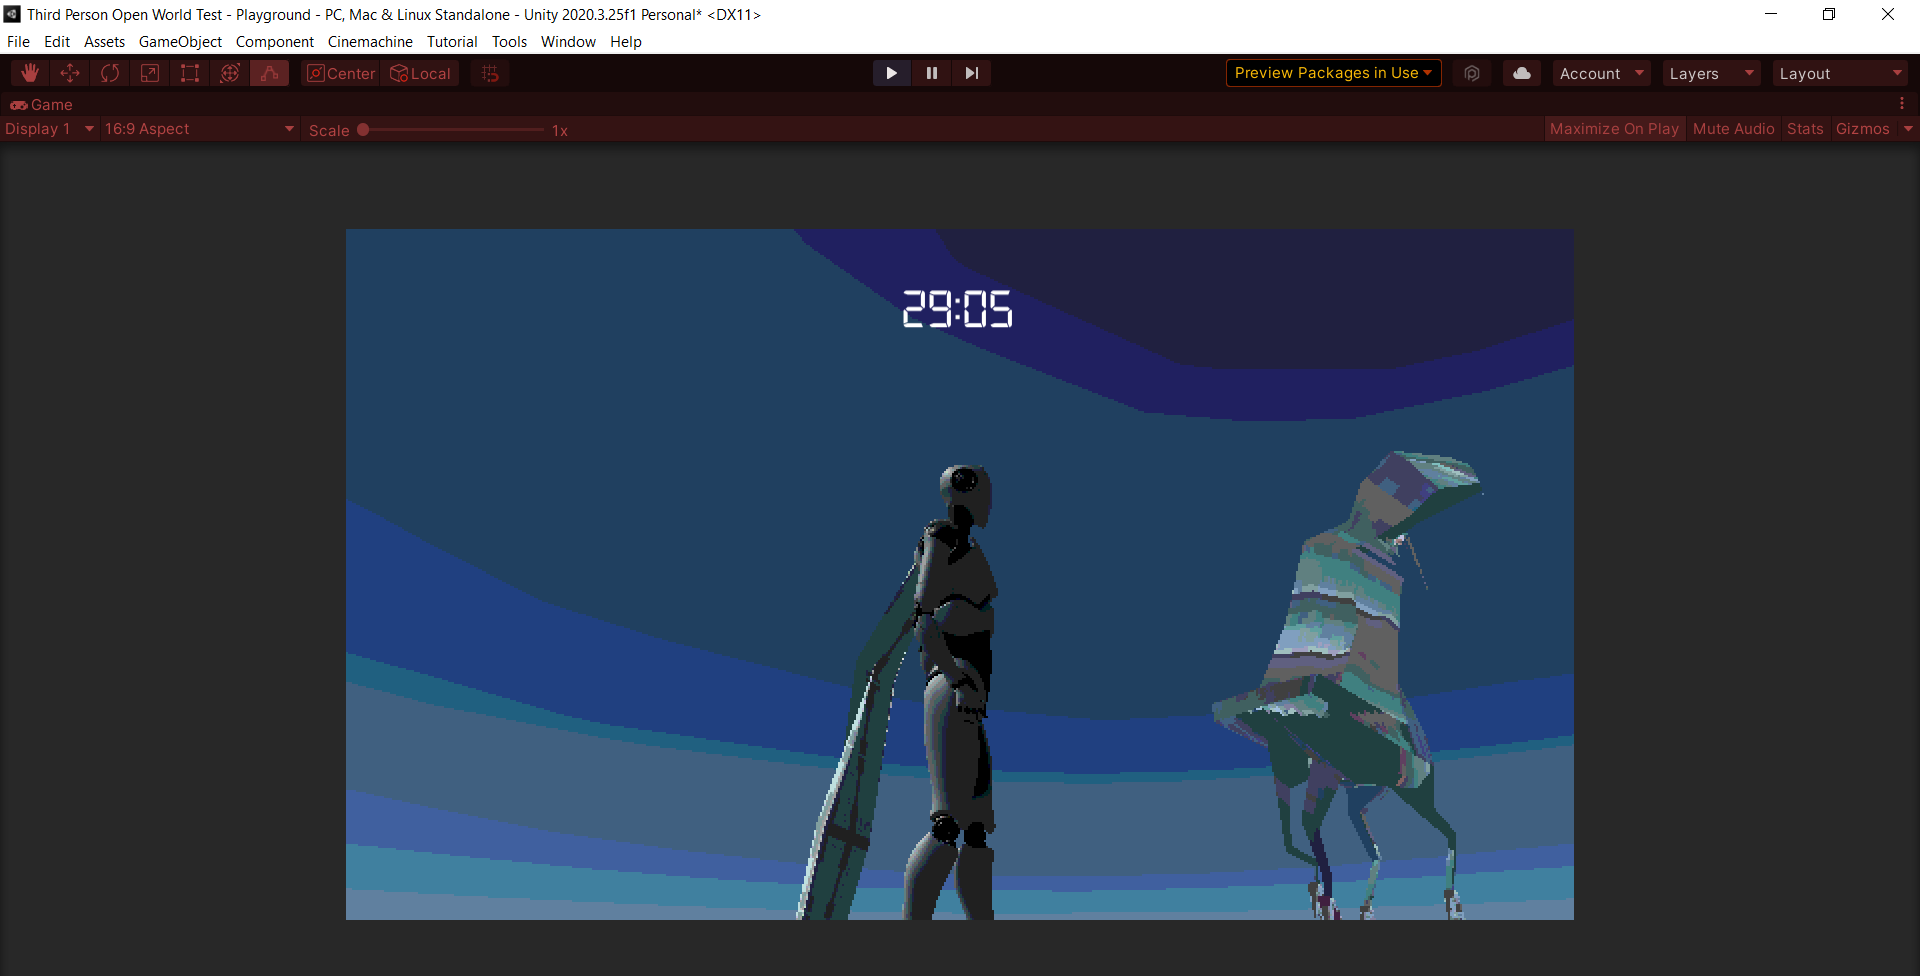 Third Person Open World Test - Playground - PC, Mac & Linux Standalone - Unity 2020.3.25f1 Personal* <DX11>
File Edit Assets GameObject Component Cinemachine Tutorial Tools Window Help
Center Local Preview Packages in Use Account Layers Layout
Game
Display 1 16:9 Aspect Scale 1x Maximize On Play Mute Audio Stats Gizmos
29:05